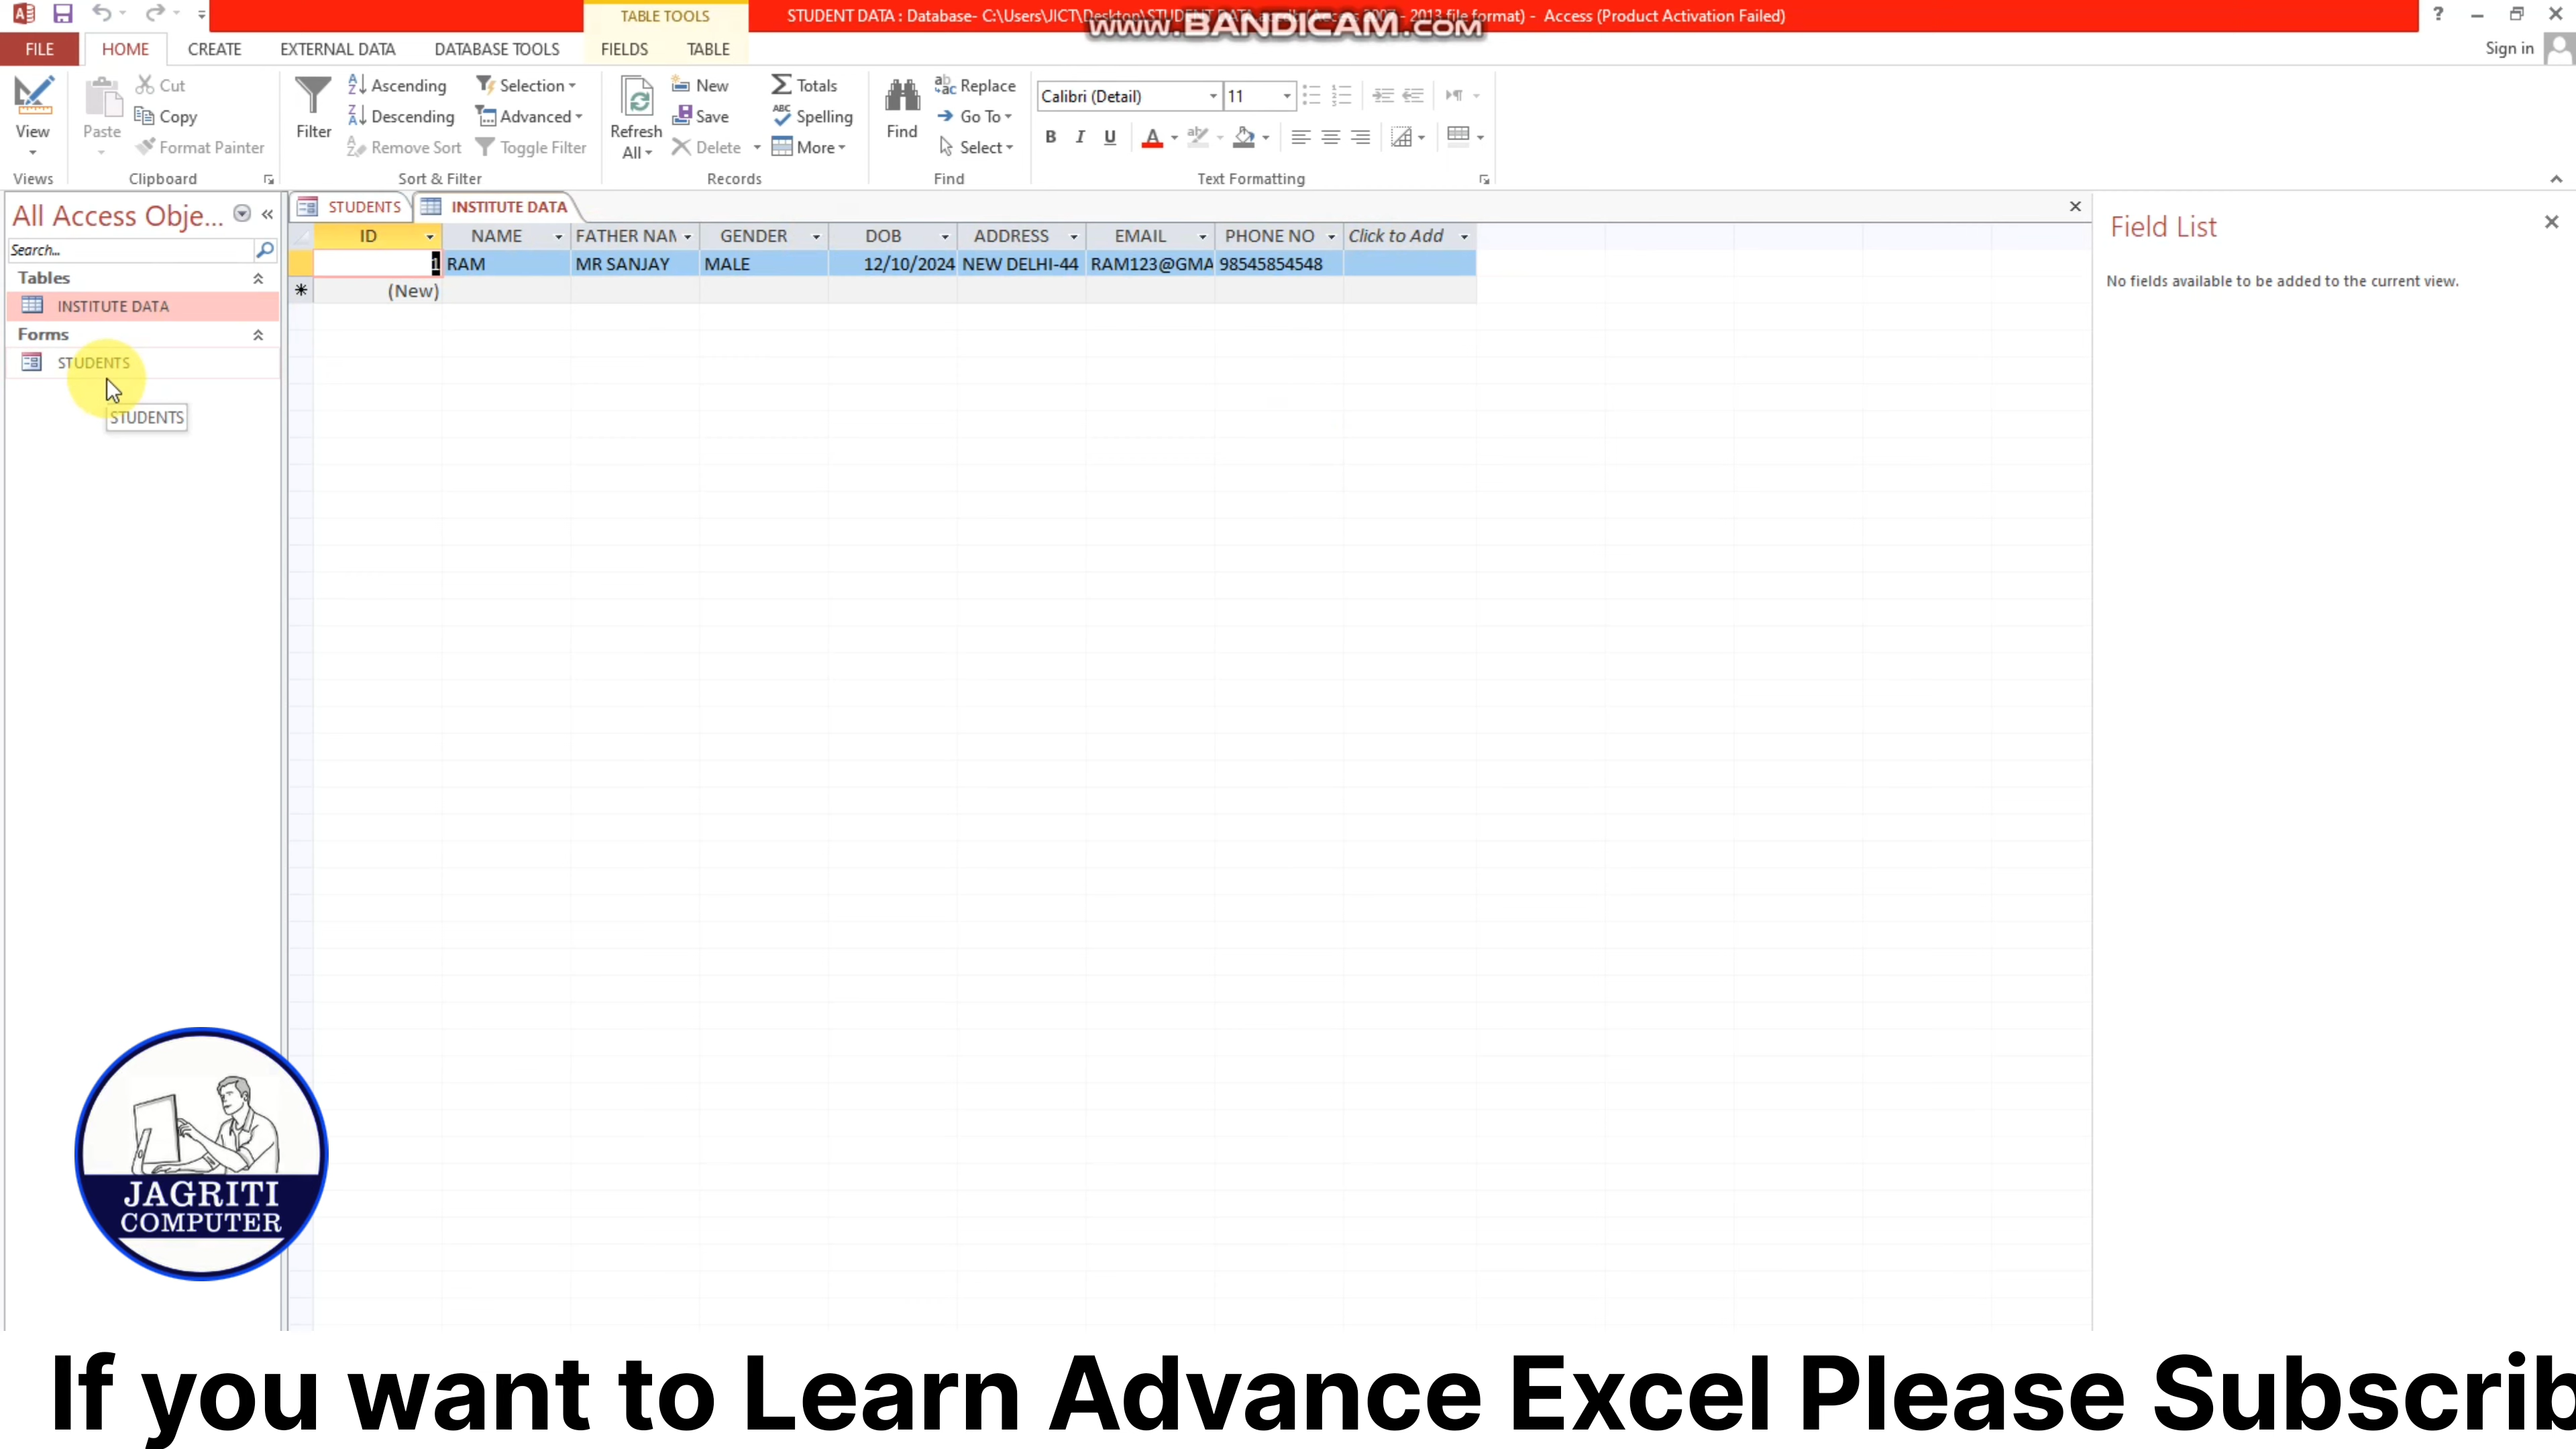 TABLE TOOLS
STUDENT DATA : Database- C:\Users\JICT\Desktop\STUDENT 2013 file format) - Access (Product Activation Failed)
www.BANDICAM.com
FILE HOME CREATE EXTERNAL DATA DATABASE TOOLS FIELDS TABLE Sign in
View Paste Cut Copy Format Painter
Filter Ascending Descending Remove Sort Selection Advanced Toggle Filter
Refresh All New Save Delete Totals Spelling More
Find Replace Go To Select
Calibri (Detail) 11
B I U A
Views Clipboard Sort & Filter Records Find Text Formatting
All Access Obje...
Search...
Tables
INSTITUTE DATA
Forms
STUDENTS
STUDENTS
STUDENTS INSTITUTE DATA
ID NAME FATHER NAM GENDER DOB ADDRESS EMAIL PHONE NO Click to Add
1 RAM MR SANJAY MALE 12/10/2024 NEW DELHI-44 RAM123@GMA 98545854548
(New)
Field List
No fields available to be added to the current view.
JAGRITI
COMPUTER
If you want to Learn Advance Excel Please Subscrib